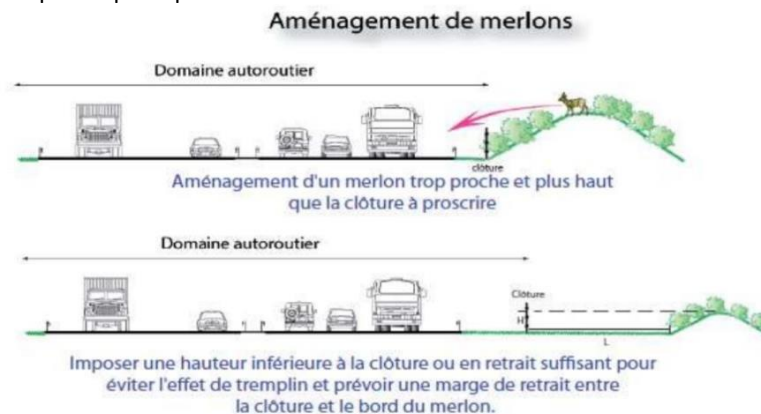 Aménagement de merlons
Domaine autoroutier
clôture
Aménagement d'un merlon trop proche et plus haut
que la clôture à proscrire
Domaine autoroutier
Clôture
H
L
Imposer une hauteur inférieure à la clôture ou en retrait suffisant pour
éviter l'effet de tremplin et prévoir une marge de retrait entre
la clôture et le bord du merlon.